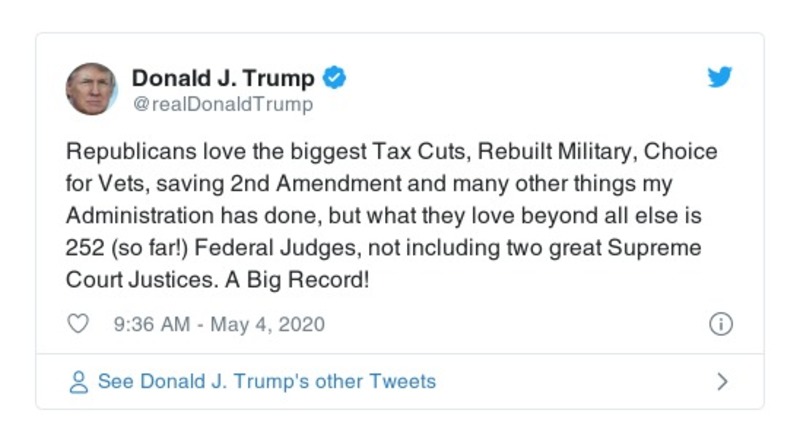 Donald J. Trump
@realDonaldTrump
Republicans love the biggest Tax Cuts, Rebuilt Military, Choice
for Vets, saving 2nd Amendment and many other things my
Administration has done, but what they love beyond all else is
252 (so far!) Federal Judges, not including two great Supreme
Court Justices. A Big Record!
9:36 AM - May 4, 2020
See Donald J. Trump's other Tweets